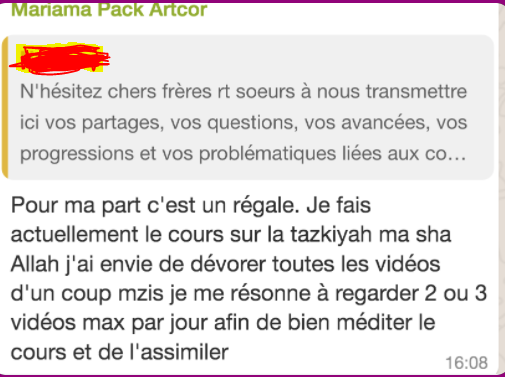 Mariama Pack Artcor
N'hésitez chers frères rt soeurs à nous transmettre
ici vos partages, vos questions, vos avancées, vos
progressions et vos problématiques liées aux co...
Pour ma part c'est un régale. Je fais
actuellement le cours sur la tazkiyah ma sha
Allah j'ai envie de dévorer toutes les vidéos
d'un coup mzis je me résonne à regarder 2 ou 3
vidéos max par jour afin de bien méditer le
cours et de l'assimiler
16:08